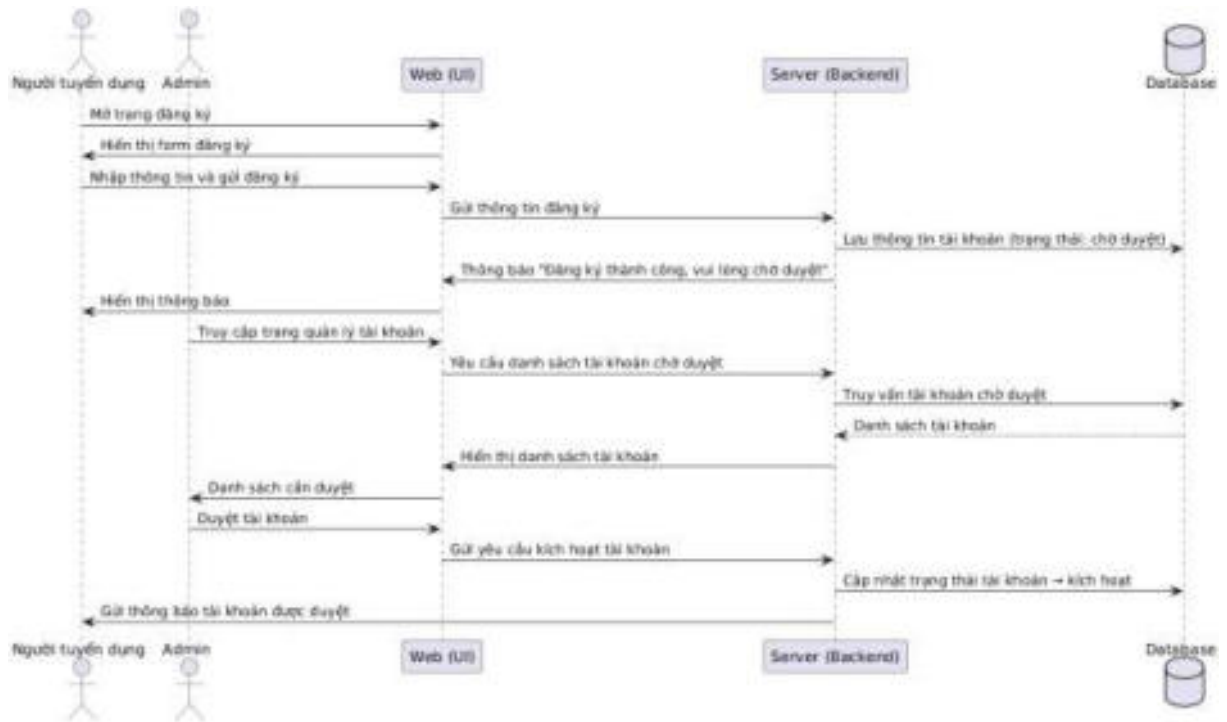 Người tuyển dụng
Admin
Web (UI)
Server (Backend)
Database
Mở trang đăng ký
Hiển thị form đăng ký
Nhập thông tin và gửi đăng ký
Gửi thông tin đăng ký
Lưu thông tin tài khoản (trạng thái: chờ duyệt)
Thông báo "Đăng ký thành công, vui lòng chờ duyệt"
Hiển thị thông báo
Truy cập trang quản lý tài khoản
Yêu cầu danh sách tài khoản chờ duyệt
Truy vấn tài khoản chờ duyệt
Danh sách tài khoản
Hiển thị danh sách tài khoản
Danh sách cần duyệt
Duyệt tài khoản
Gửi yêu cầu kích hoạt tài khoản
Cập nhật trạng thái tài khoản → kích hoạt
Gửi thông báo tài khoản được duyệt
Người tuyển dụng
Admin
Web (UI)
Server (Backend)
Database